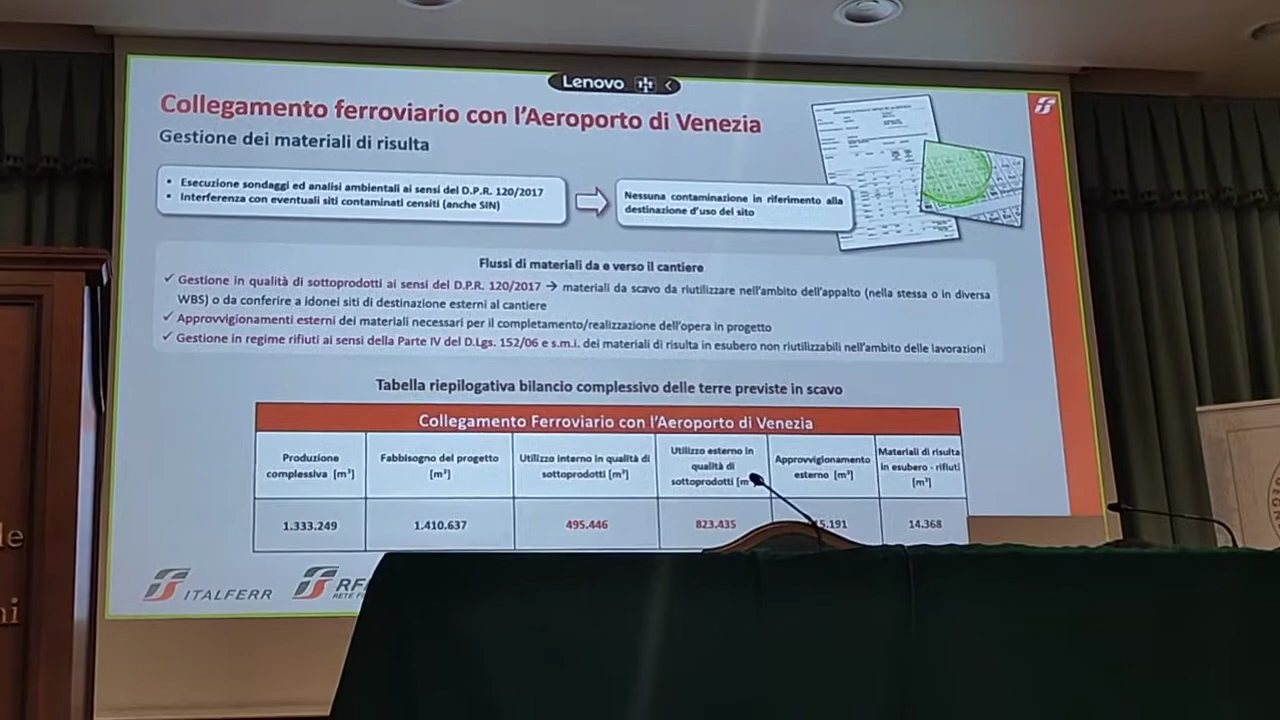 Lenovo
Collegamento ferroviario con l'Aeroporto di Venezia
Gestione dei materiali di risulta
• Esecuzione sondaggi ed analisi ambientali ai sensi del D.P.R. 120/2017
• Interferenza con eventuali siti contaminati censiti (anche SIN)
Nessuna contaminazione in riferimento alla
destinazione d'uso del sito
Flussi di materiali da e verso il cantiere
✓ Gestione in qualità di sottoprodotti ai sensi del D.P.R. 120/2017 → materiali da scavo da riutilizzare nell'ambito dell'appalto (nella stessa o in diversa
WBS) o da conferire a idonei siti di destinazione esterni al cantiere
✓ Approvvigionamenti esterni dei materiali necessari per il completamento/realizzazione dell'opera in progetto
✓ Gestione in regime rifiuti ai sensi della Parte IV del D.Lgs. 152/06 e s.m.i. dei materiali di risulta in esubero non riutilizzabili nell'ambito delle lavorazioni
Tabella riepilogativa bilancio complessivo delle terre previste in scavo
Collegamento Ferroviario con l'Aeroporto di Venezia
Produzione
complessiva [m³]
Fabbisogno del progetto
[m³]
Utilizzo interno in qualità di
sottoprodotti [m³]
Utilizzo esterno in
qualità di
sottoprodotti [m
Approvvigionamento
esterno [m³]
Materiali di risulta
in esubero - rifiuti
[m³]
1.333.249
1.410.637
495.446
823.435
5.191
14.368
ITALFERR
RF
RETE
le
ni